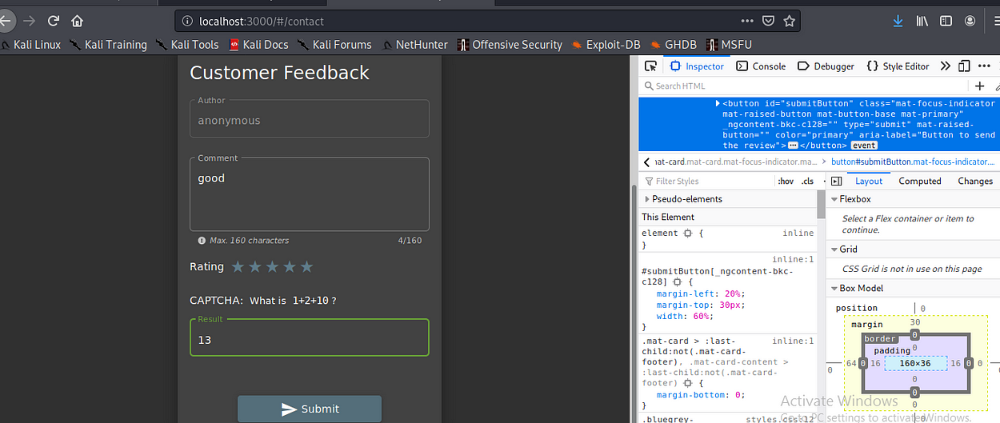 localhost:3000/#/contact
Kali Linux Kali Training Kali Tools Kali Docs Kali Forums NetHunter Offensive Security Exploit-DB GHDB MSFU
Customer Feedback
Author
anonymous
Comment
good
Max. 160 characters 4/160
Rating
CAPTCHA: What is 1+2+10 ?
Result
13
Submit
Inspector Console Debugger Style Editor
Search HTML
<button id="submitButton" class="mat-focus-indicator
mat-raised-button mat-button-base mat-primary"
_ngcontent-bkc-c128="" type="submit" mat-raised-
button="" color="primary" aria-label="Button to send
the review">…</button> event
mat-card.mat-card.mat-focus-indicator.ma… button#submitButton.mat-focus-indicator.…
Filter Styles :hov .cls
Pseudo-elements
This Element
element { inline
}
inline:1
#submitButton[_ngcontent-bkc-
c128] {
margin-left: 20%;
margin-top: 30px;
width: 60%;
}
.mat-card > :last- inline:1
child:not(.mat-card-
footer), .mat-card-content >
:last-child:not(.mat-card-
footer) {
margin-bottom: 0;
}
.bluegrey- styles.css:12
Layout Computed Changes
Flexbox
Select a Flex container or item to
continue.
Grid
CSS Grid is not in use on this page
Box Model
position 0
margin 30
border 0
padding 0
0 64 0 16 160×36 16 0 0 0
0
0
0
0
Activate Windows
Go to PC settings to activate Windows.